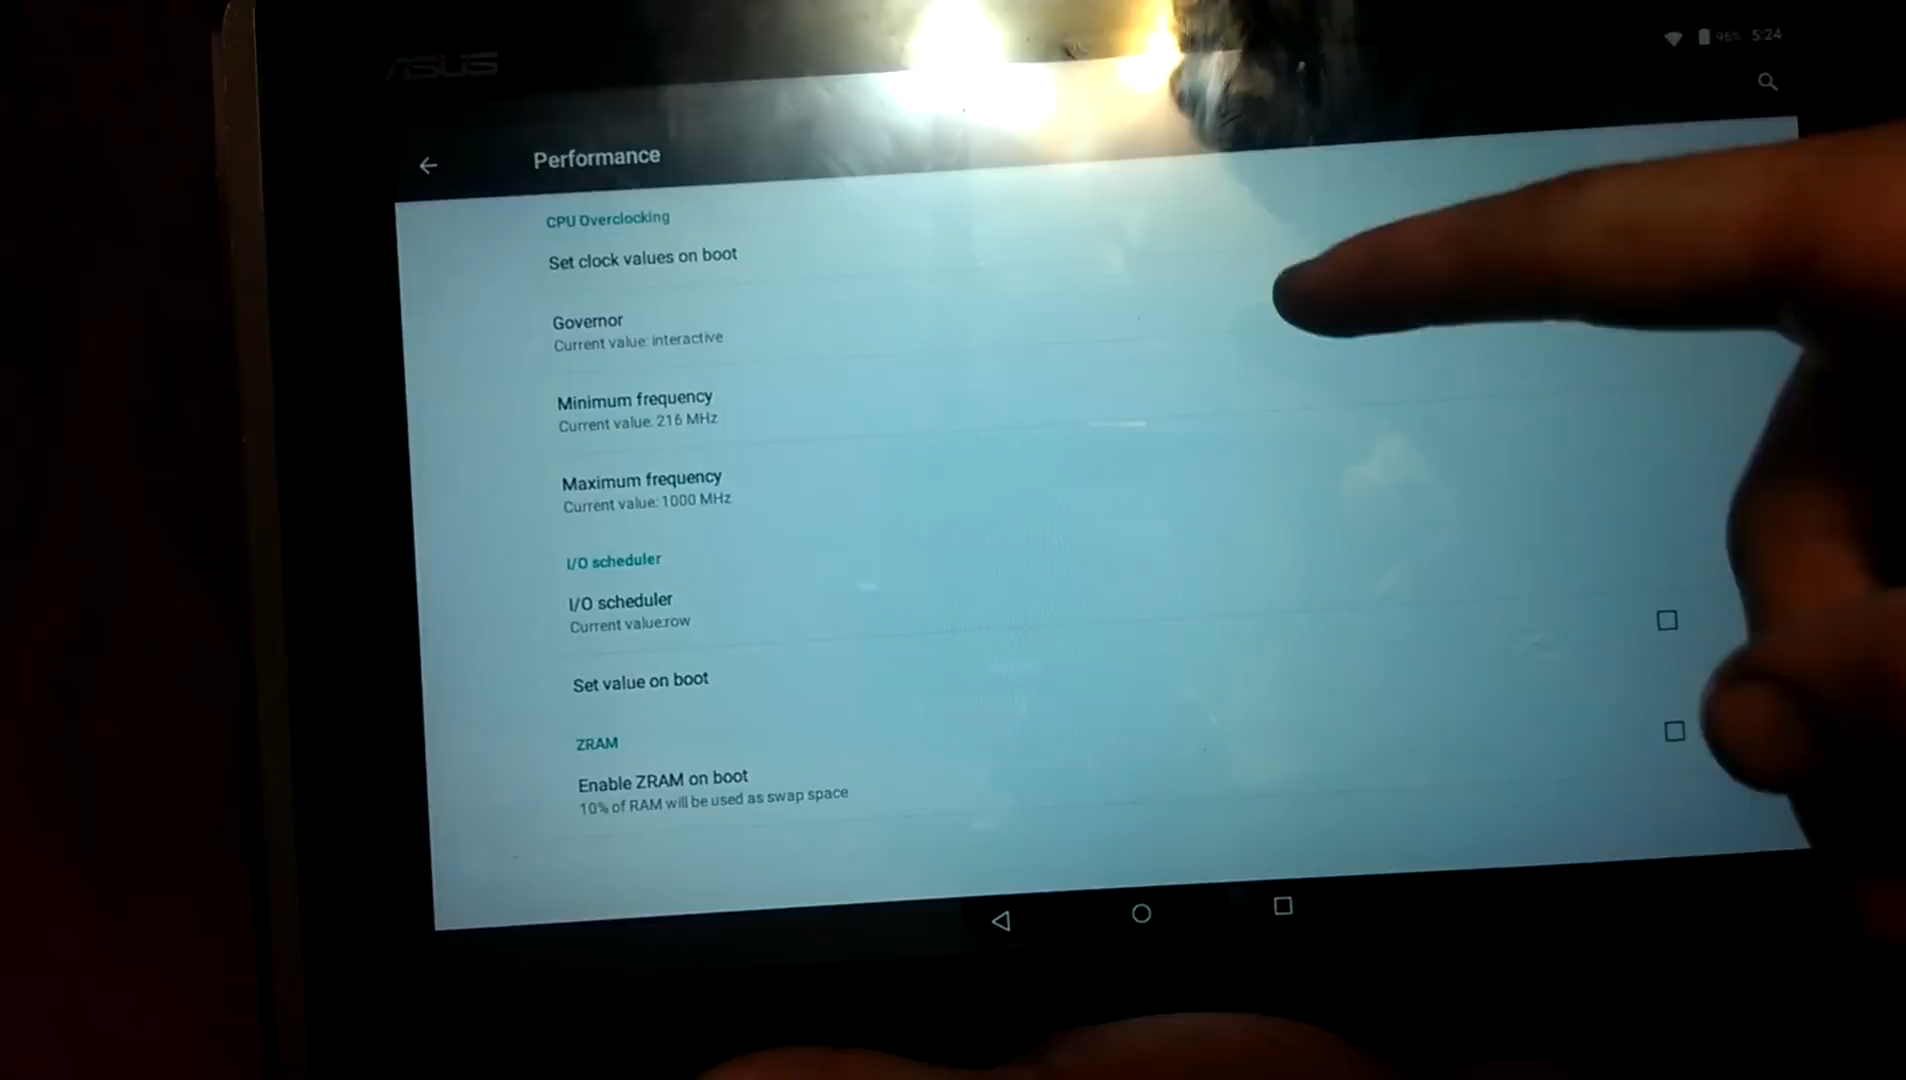 ASUS
96% 5:24
Performance
CPU Overclocking
Set clock values on boot
Governor
Current value: interactive
Minimum frequency
Current value: 216 MHz
Maximum frequency
Current value: 1000 MHz
I/O scheduler
I/O scheduler
Current value:row
Set value on boot
ZRAM
Enable ZRAM on boot
10% of RAM will be used as swap space